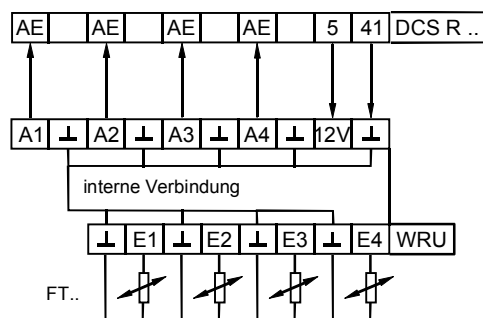 AE AE AE AE 5 41 DCS R ..
A1 ⊥ A2 ⊥ A3 ⊥ A4 ⊥ 12V ⊥
interne Verbindung
⊥ E1 ⊥ E2 ⊥ E3 ⊥ E4 WRU
FT..